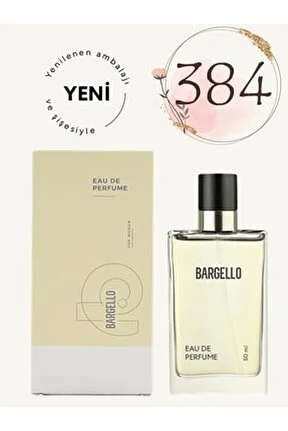 Yenilenen ambalajı
YENİ
ve şişesiyle
384
EAU DE
PERFUME
FOR WOMEN
BARGELLO
BARGELLO
EAU DE
PERFUME
50 ml